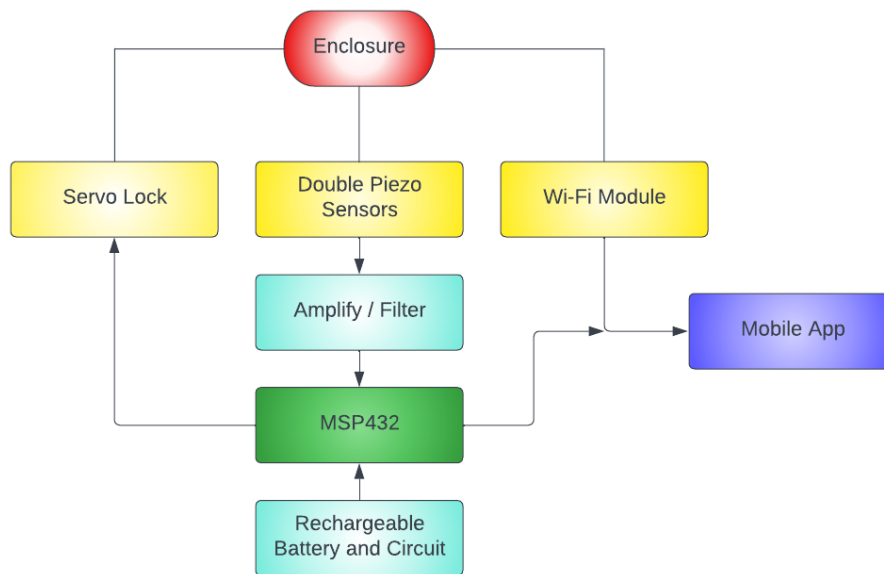 Enclosure
Servo Lock
Double Piezo
Sensors
Wi-Fi Module
Amplify / Filter
Mobile App
MSP432
Rechargeable
Battery and Circuit